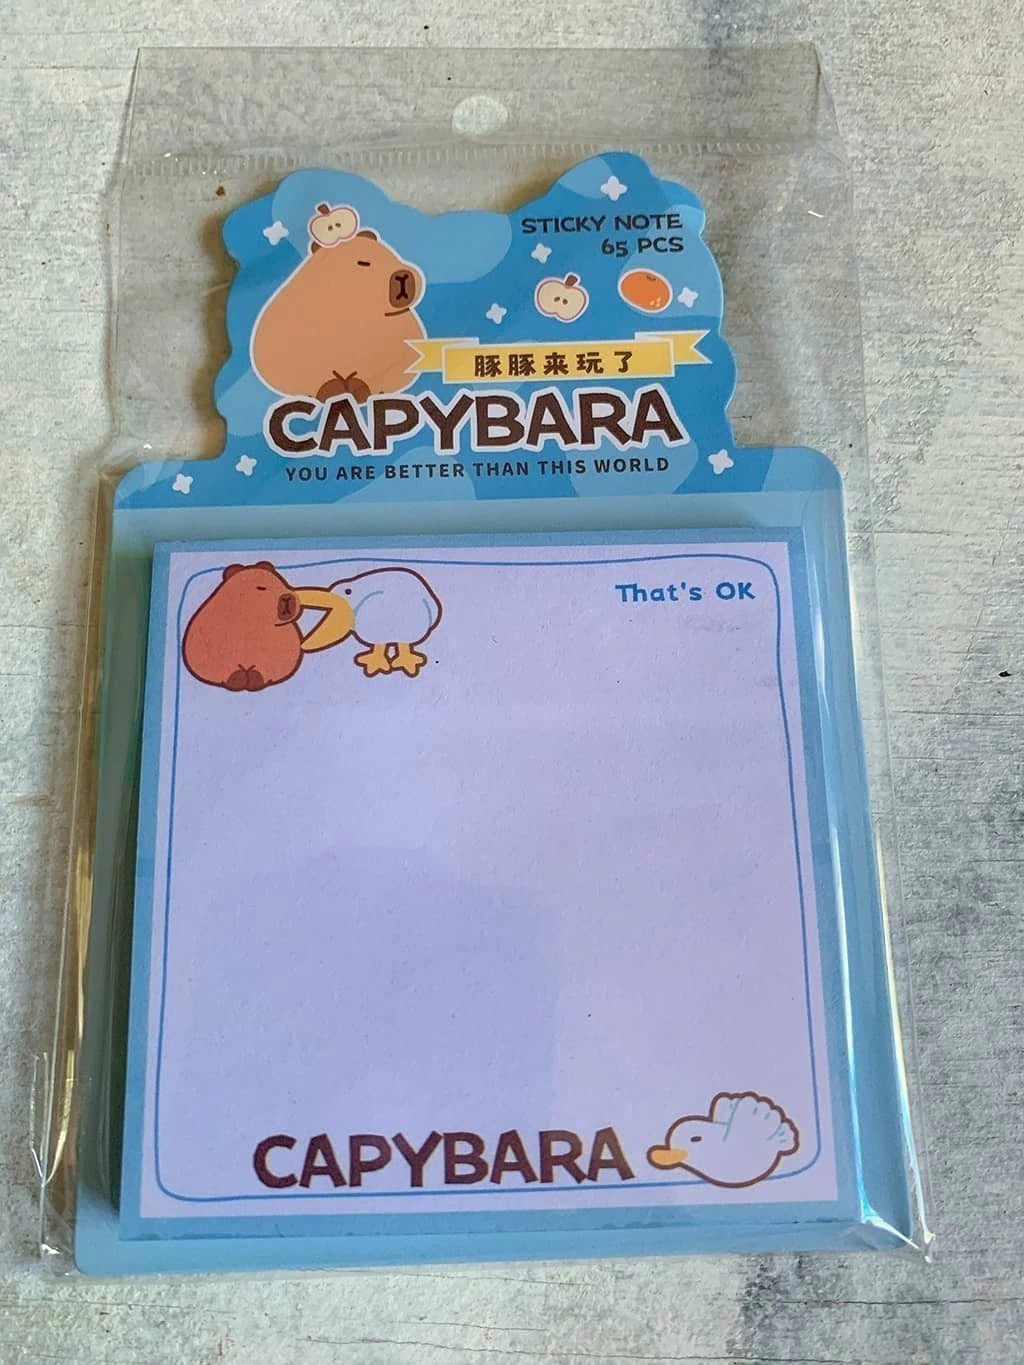 STICKY NOTE
65 PCS
豚豚来玩了
CAPYBARA
YOU ARE BETTER THAN THIS WORLD
That's OK
CAPYBARA